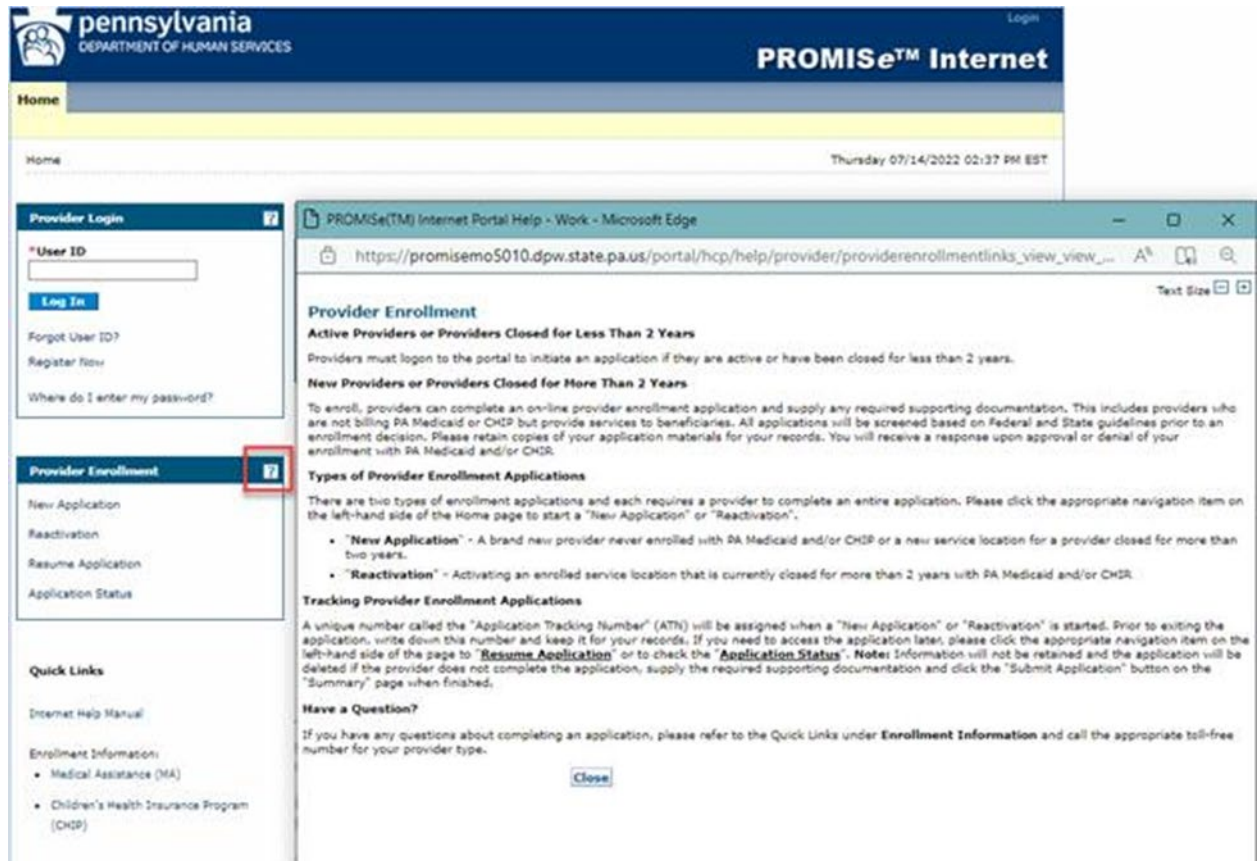 pennsylvania
DEPARTMENT OF HUMAN SERVICES
Login
PROMISe™ Internet
Home
Home
Thursday 07/14/2022 02:37 PM EST
Provider Login ?
*User ID
Log In
Forgot User ID?
Register Now
Where do I enter my password?
Provider Enrollment ?
New Application
Reactivation
Resume Application
Application Status
Quick Links
Internet Help Manual
Enrollment Information:
• Medical Assistance (MA)
• Children's Health Insurance Program
(CHIP)
PROMISe(TM) Internet Portal Help - Work - Microsoft Edge
https://promisemo5010.dpw.state.pa.us/portal/hcp/help/provider/providerenrollmentlinks_view_view_...
Text Size
Provider Enrollment
Active Providers or Providers Closed for Less Than 2 Years
Providers must logon to the portal to initiate an application if they are active or have been closed for less than 2 years.
New Providers or Providers Closed for More Than 2 Years
To enroll, providers can complete an on-line provider enrollment application and supply any required supporting documentation. This includes providers who
are not billing PA Medicaid or CHIP but provide services to beneficiaries. All applications will be screened based on Federal and State guidelines prior to an
enrollment decision. Please retain copies of your application materials for your records. You will receive a response upon approval or denial of your
enrollment with PA Medicaid and/or CHIP.
Types of Provider Enrollment Applications
There are two types of enrollment applications and each requires a provider to complete an entire application. Please click the appropriate navigation item on
the left-hand side of the Home page to start a "New Application" or "Reactivation".
• "New Application" - A brand new provider never enrolled with PA Medicaid and/or CHIP or a new service location for a provider closed for more than
two years.
• "Reactivation" - Activating an enrolled service location that is currently closed for more than 2 years with PA Medicaid and/or CHIP.
Tracking Provider Enrollment Applications
A unique number called the "Application Tracking Number" (ATN) will be assigned when a "New Application" or "Reactivation" is started. Prior to exiting the
application, write down this number and keep it for your records. If you need to access the application later, please click the appropriate navigation item on the
left-hand side of the page to "Resume Application" or to check the "Application Status". Note: Information will not be retained and the application will be
deleted if the provider does not complete the application, supply the required supporting documentation and click the "Submit Application" button on the
"Summary" page when finished.
Have a Question?
If you have any questions about completing an application, please refer to the Quick Links under Enrollment Information and call the appropriate toll-free
number for your provider type.
Close